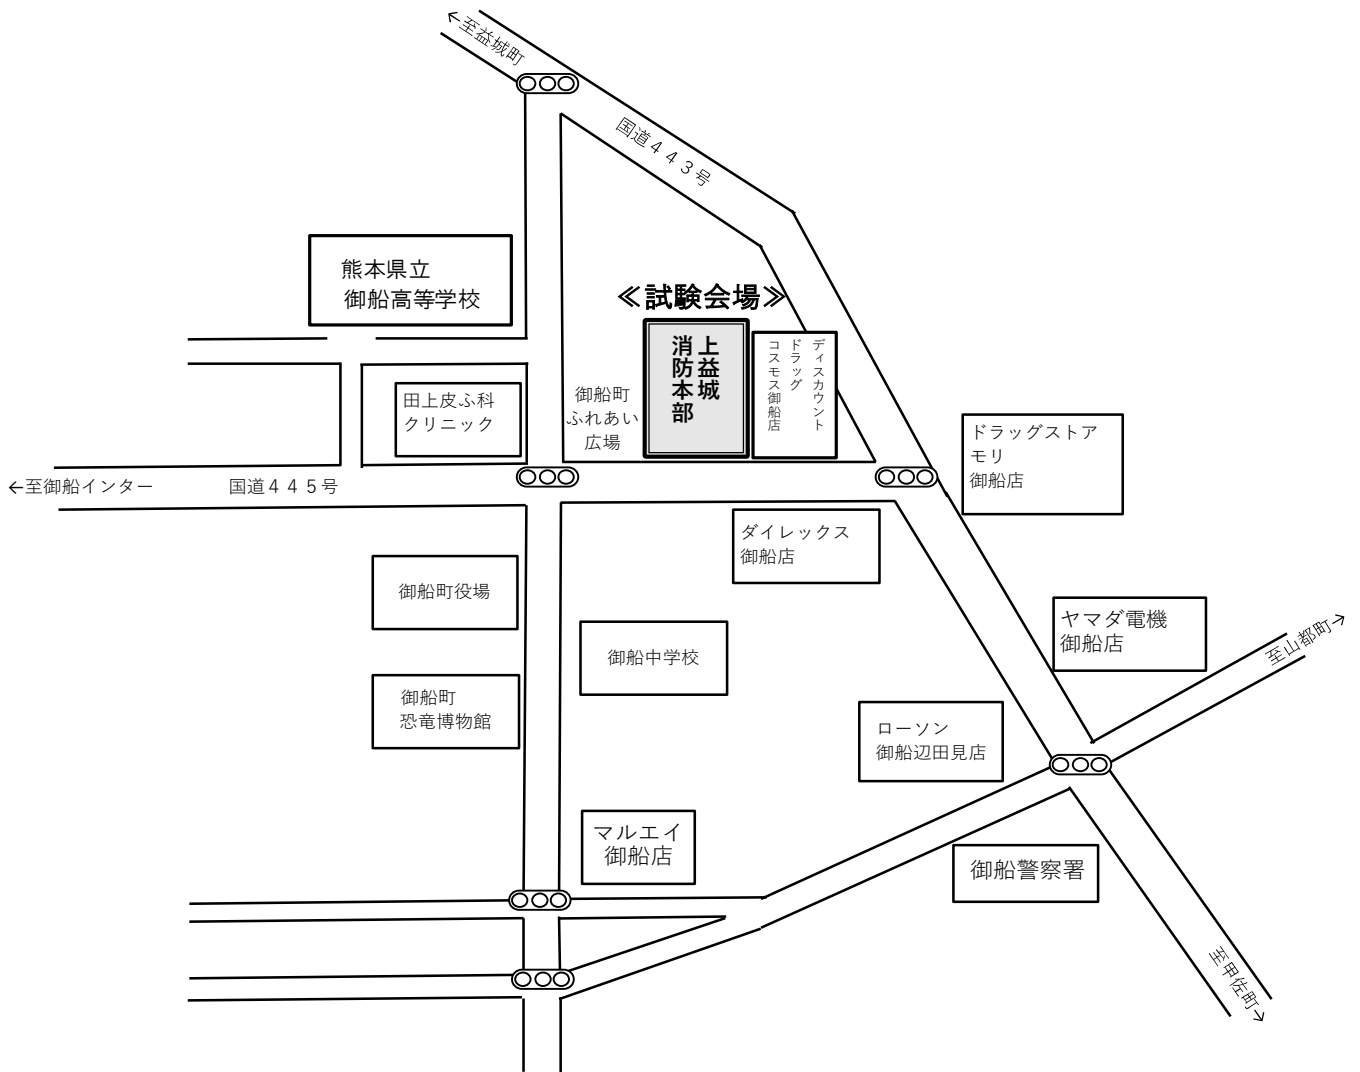 ←至益城町
国道４４３号
熊本県立
御船高等学校
≪試験会場≫
上益城
消防本部
ディスカウント
ドラッグ
コスモス御船店
御船町
ふれあい
広場
田上皮ふ科
クリニック
ドラッグストア
モリ
御船店
←至御船インター
国道４４５号
ダイレックス
御船店
御船町役場
御船中学校
ヤマダ電機
御船店
至山都町→
御船町
恐竜博物館
ローソン
御船辺田見店
マルエイ
御船店
御船警察署
至甲佐町→